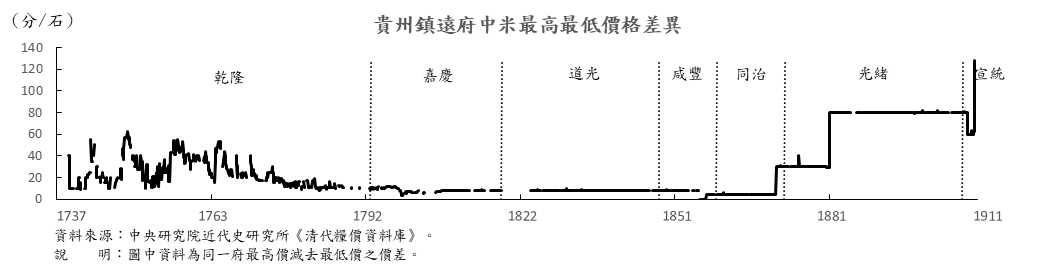 (分/石)
貴州鎮遠府中米最高最低價格差異
140
120
100
80
60
40
20
0
乾隆 嘉慶 道光 咸豐 同治 光緒 宣統
1737 1763 1792 1822 1851 1881 1911
資料來源：中央研究院近代史研究所《清代糧價資料庫》。
說　　明：圖中資料為同一府最高價減去最低價之價差。